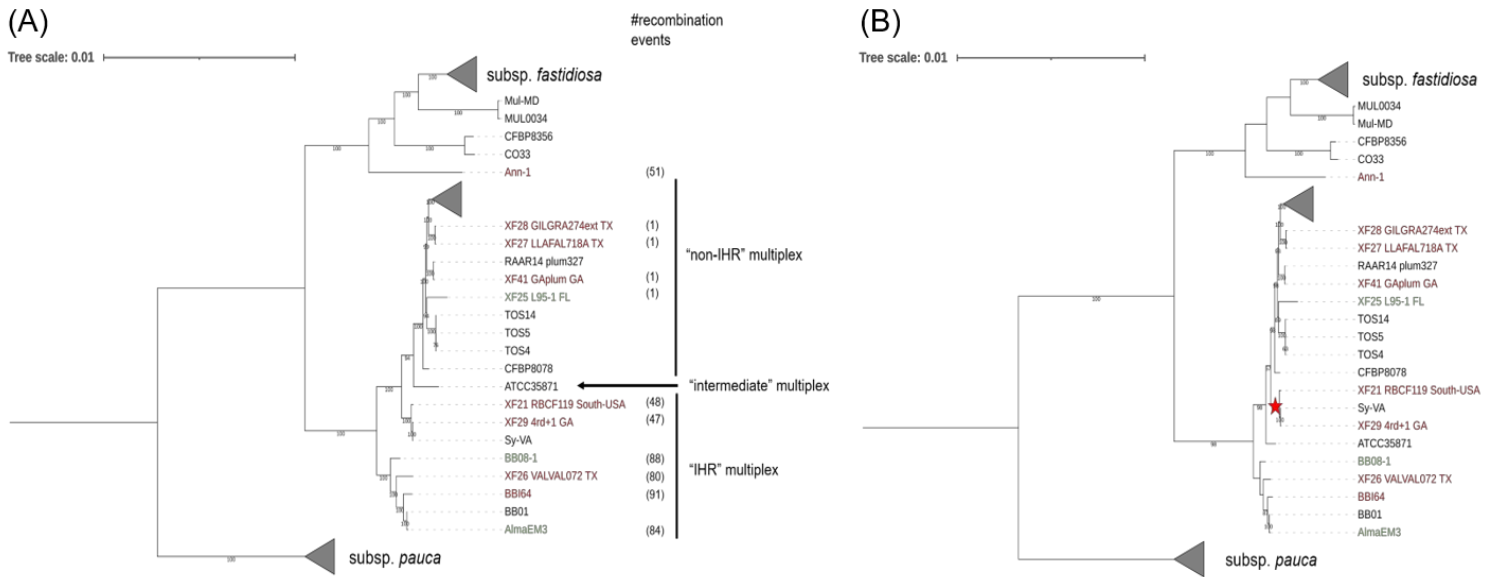 (A)
#recombination
events
Tree scale: 0.01
subsp. fastidiosa
Mul-MD
MUL0034
CFBP8356
CO33
Ann-1 (51)
XF28 GILGRA274ext TX (1)
XF27 LLAFAL718A TX (1)
RAAR14 plum327
XF41 GAplum GA (1)
XF25 L95-1 FL (1)
TOS14
TOS5
TOS4
CFBP8078
ATCC35871
XF21 RBCF119 South-USA (48)
XF29 4rd+1 GA (47)
Sy-VA
BB08-1 (88)
XF26 VALVAL072 TX (80)
BBI64 (91)
BB01
AlmaEM3 (84)
subsp. pauca
"non-IHR" multiplex
"intermediate" multiplex
"IHR" multiplex
(B)
Tree scale: 0.01
subsp. fastidiosa
MUL0034
Mul-MD
CFBP8356
CO33
Ann-1
XF28 GILGRA274ext TX
XF27 LLAFAL718A TX
RAAR14 plum327
XF41 GAplum GA
XF25 L95-1 FL
TOS14
TOS5
TOS4
CFBP8078
XF21 RBCF119 South-USA
Sy-VA
XF29 4rd+1 GA
ATCC35871
BB08-1
XF26 VALVAL072 TX
BBI64
BB01
AlmaEM3
subsp. pauca